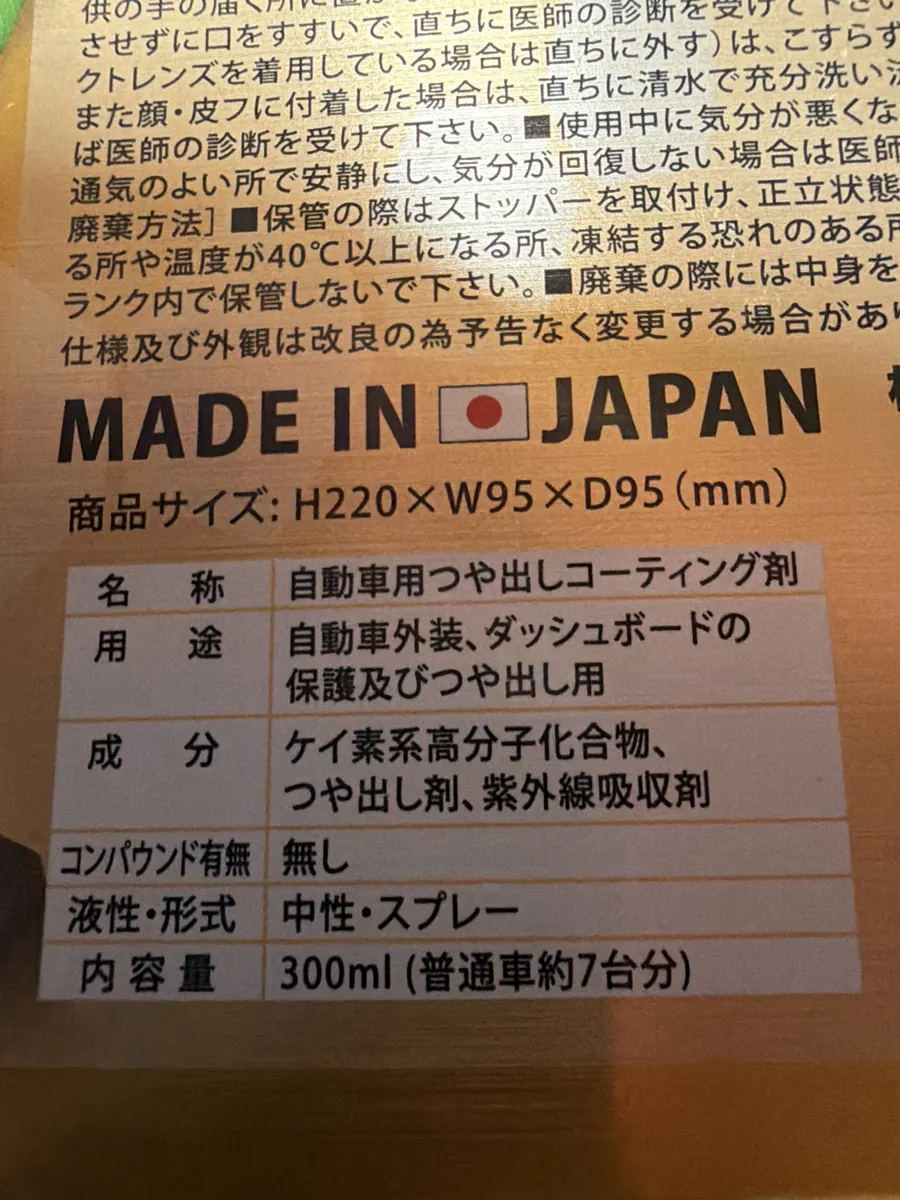 供の手の届く所に直か
させずに口をすすいで、直ちに医師の診断を受けて下さい
クトレンズを着用している場合は直ちに外す)は、こすらず
また顔・皮フに付着した場合は、直ちに清水で充分洗い流
ば医師の診断を受けて下さい。■使用中に気分が悪くな
通気のよい所で安静にし、気分が回復しない場合は医師
廃棄方法］■保管の際はストッパーを取付け、正立状態
る所や温度が40℃以上になる所、凍結する恐れのある所
ランク内で保管しないで下さい。■廃棄の際には中身を
仕様及び外観は改良の為予告なく変更する場合があり
MADE IN JAPAN
商品サイズ: H220×W95×D95(mm)
名 称 自動車用つや出しコーティング剤
用 途 自動車外装、ダッシュボードの
保護及びつや出し用
成 分 ケイ素系高分子化合物、
つや出し剤、紫外線吸収剤
コンパウンド有無 無し
液性・形式 中性・スプレー
内容量 300ml (普通車約7台分)